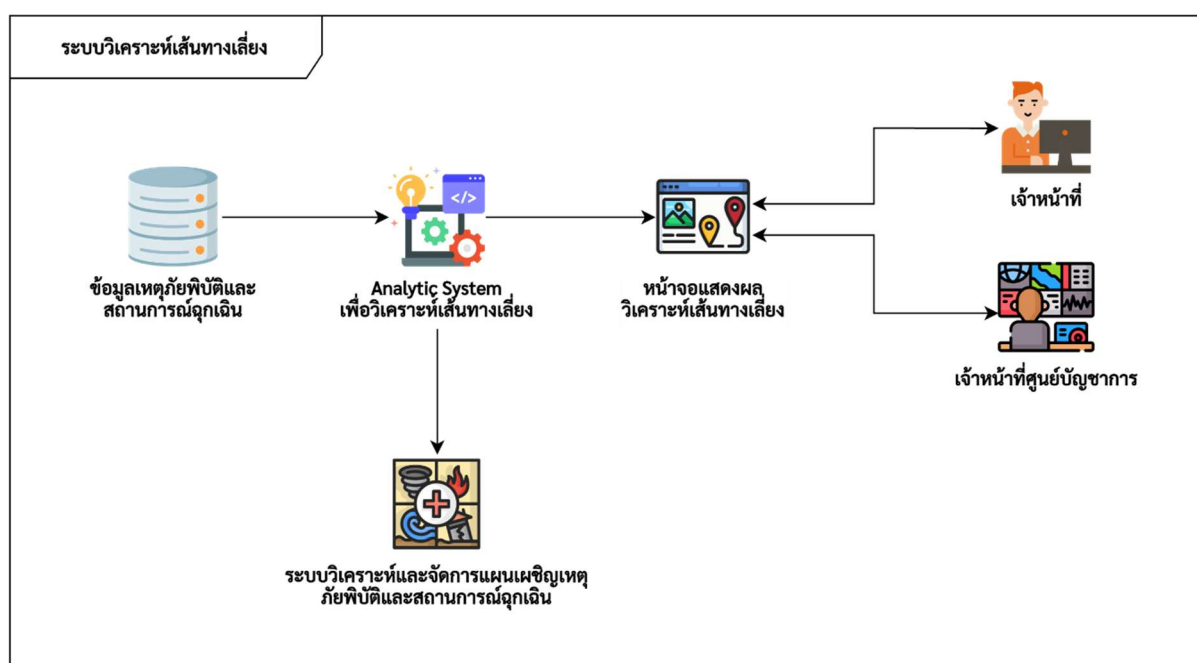 ระบบวิเคราะห์เส้นทางเลี่ยง
</>
ข้อมูลเหตุภัยพิบัติและ
สถานการณ์ฉุกเฉิน
Analytic System
เพื่อวิเคราะห์เส้นทางเลี่ยง
หน้าจอแสดงผล
วิเคราะห์เส้นทางเลี่ยง
เจ้าหน้าที่
เจ้าหน้าที่ศูนย์บัญชาการ
ระบบวิเคราะห์และจัดการแผนเผชิญเหตุ
ภัยพิบัติและสถานการณ์ฉุกเฉิน